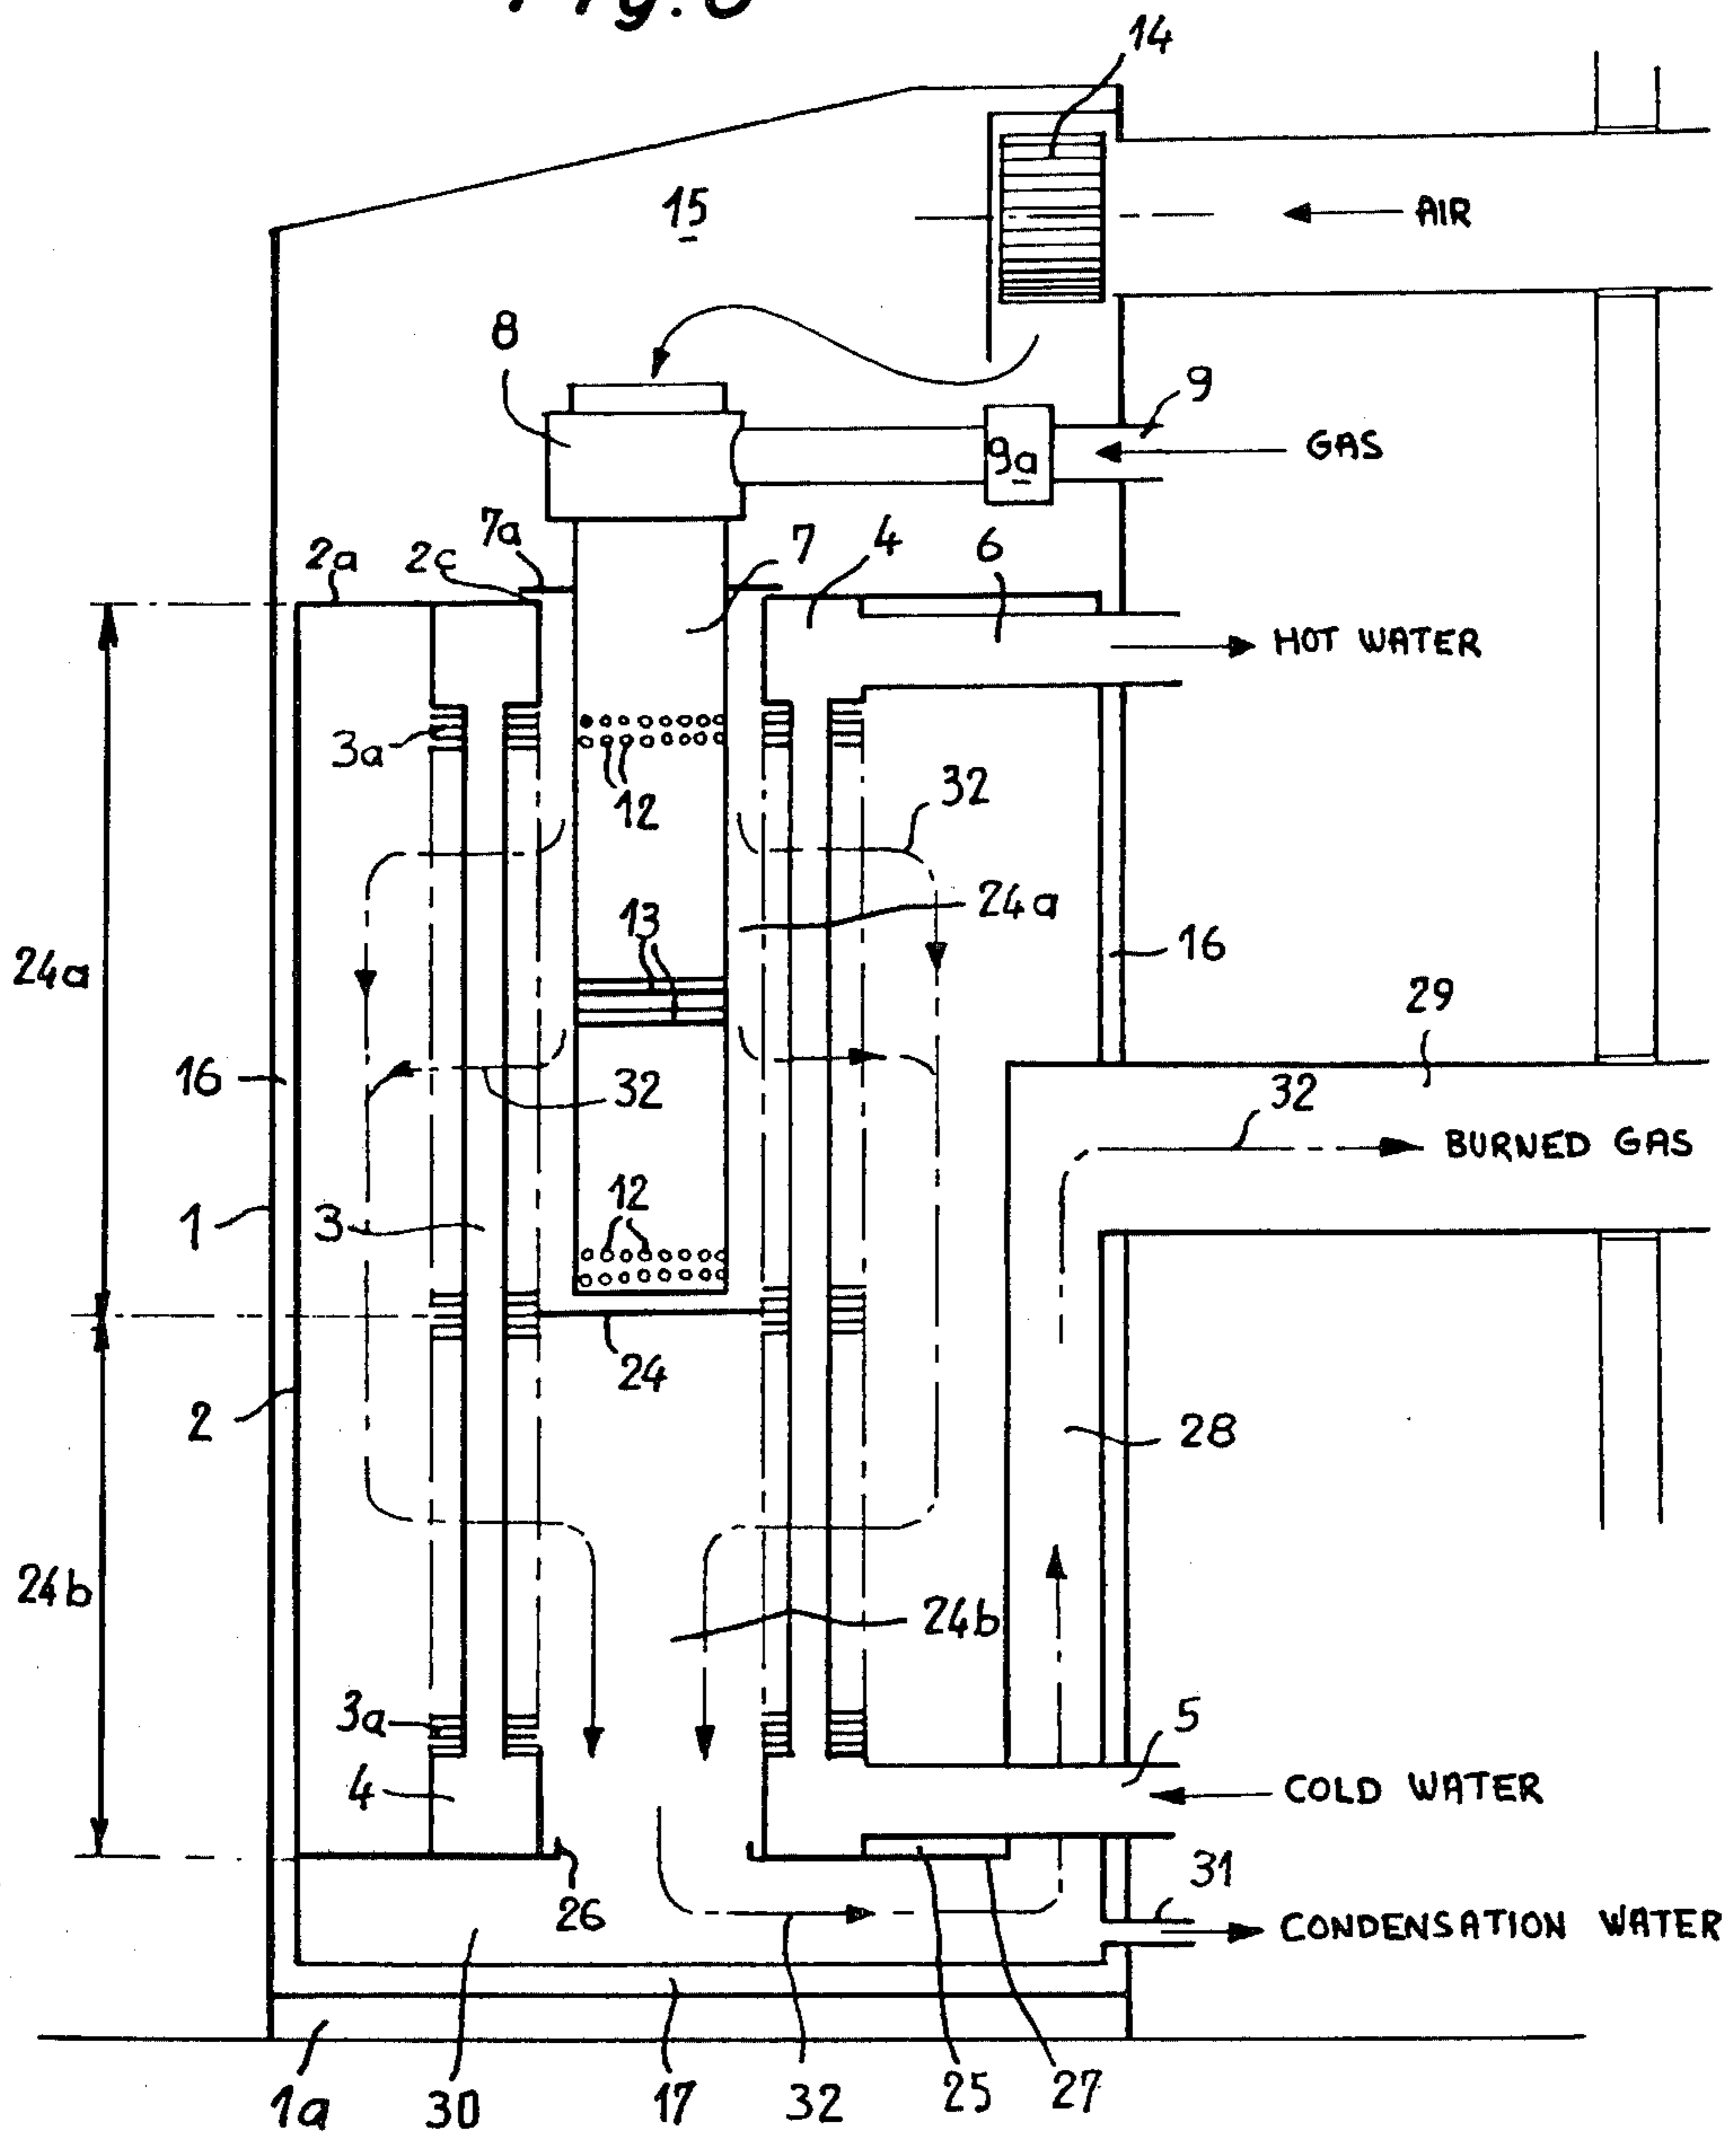 14
15
AIR
8
9
9a
GAS
7a
2c
7
4
6
2a
HOT WATER
3a
12
32
24a
13
24a
16
29
16
32
32
BURNED GAS
12
1
3
24
2
28
24b
24b
3a
5
4
COLD WATER
26
31
CONDENSATION WATER
1a
30
17
32
25
27